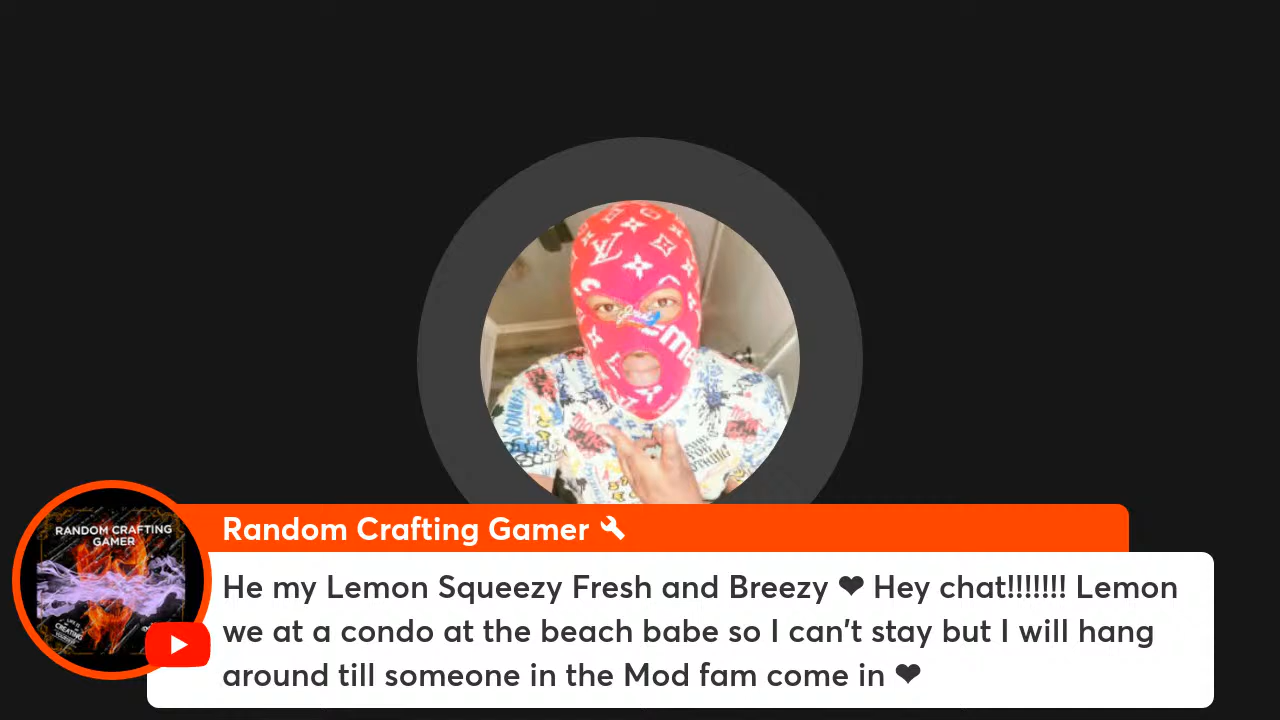 Random Crafting Gamer
RANDOM CRAFTING
GAMER
He my Lemon Squeezy Fresh and Breezy ❤ Hey chat!!!!!!! Lemon
we at a condo at the beach babe so I can't stay but I will hang
around till someone in the Mod fam come in ❤